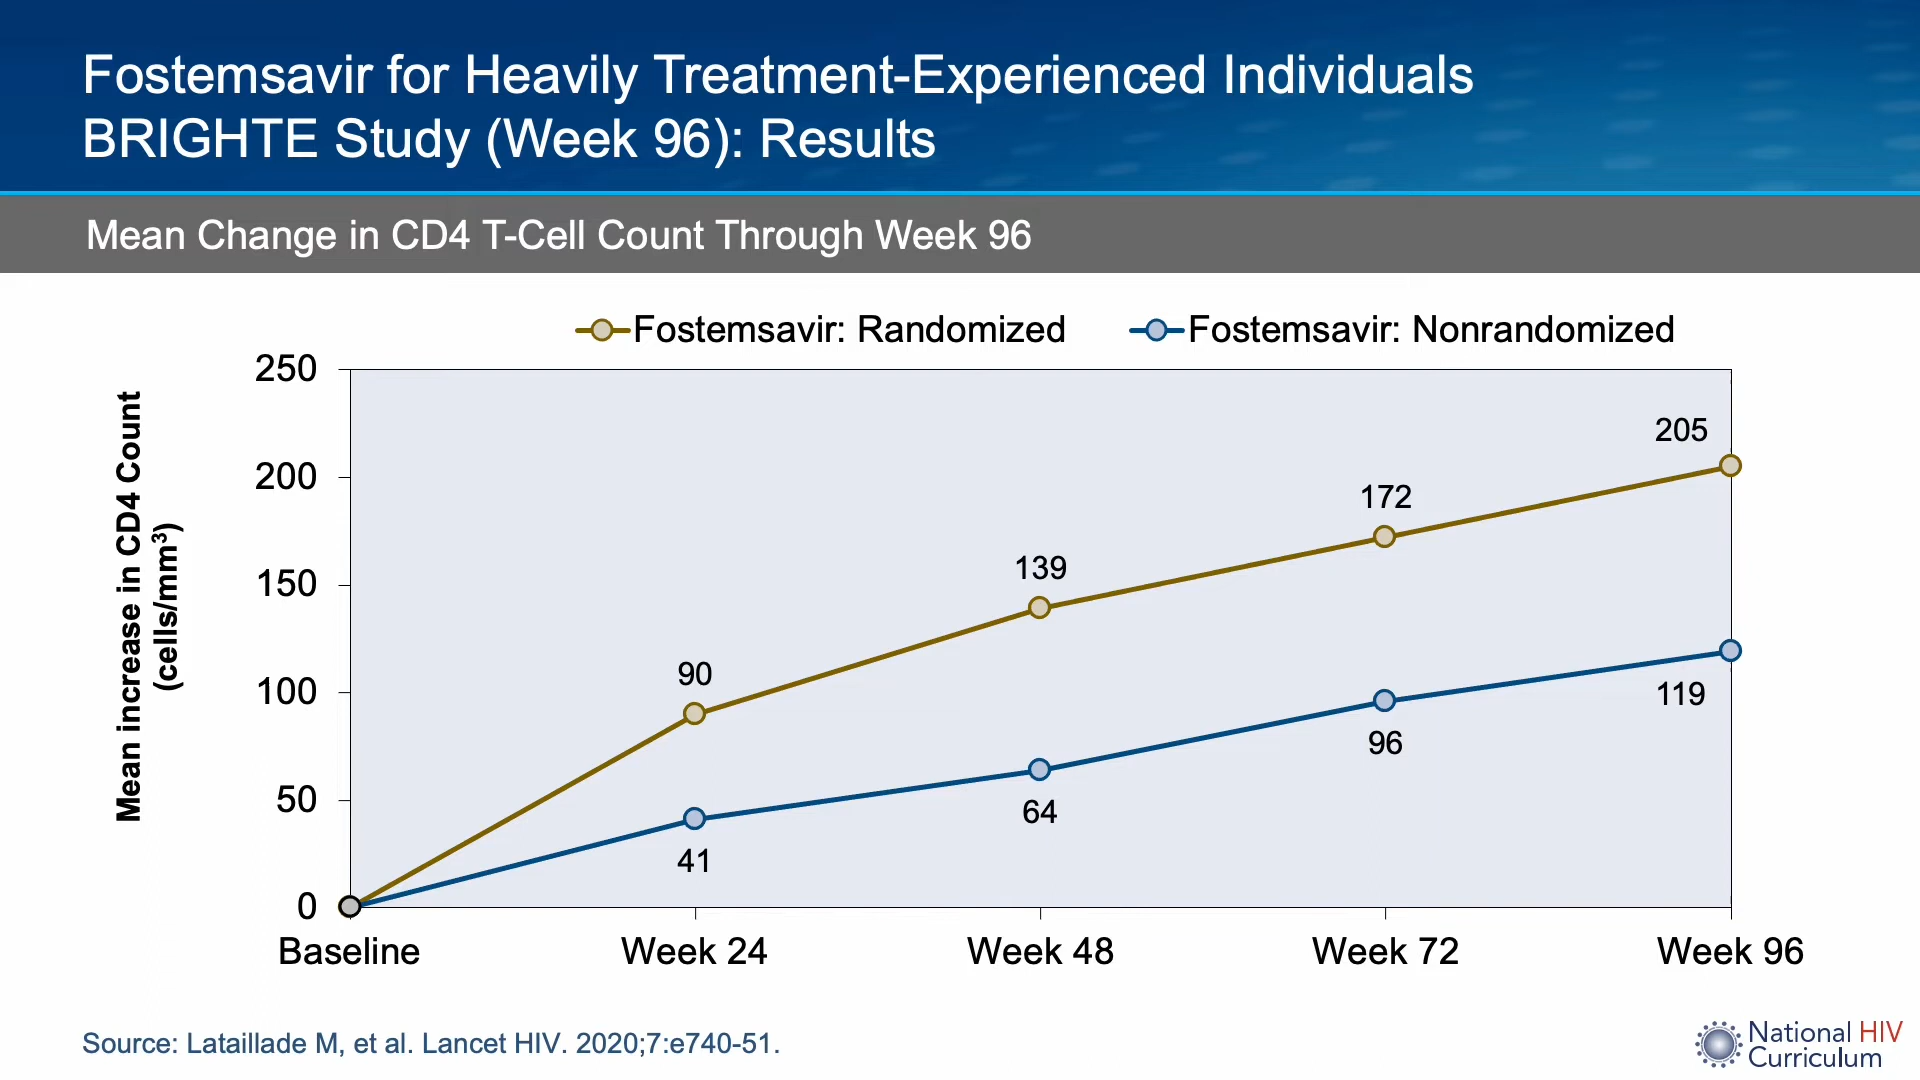 Fostemsavir for Heavily Treatment-Experienced Individuals
BRIGHTE Study (Week 96): Results
Mean Change in CD4 T-Cell Count Through Week 96
Fostemsavir: Randomized
Fostemsavir: Nonrandomized
Mean increase in CD4 Count
(cells/mm³)
250
200
150
100
50
0
90
139
172
205
41
64
96
119
Baseline
Week 24
Week 48
Week 72
Week 96
Source: Lataillade M, et al. Lancet HIV. 2020;7:e740-51.
National HIV
Curriculum